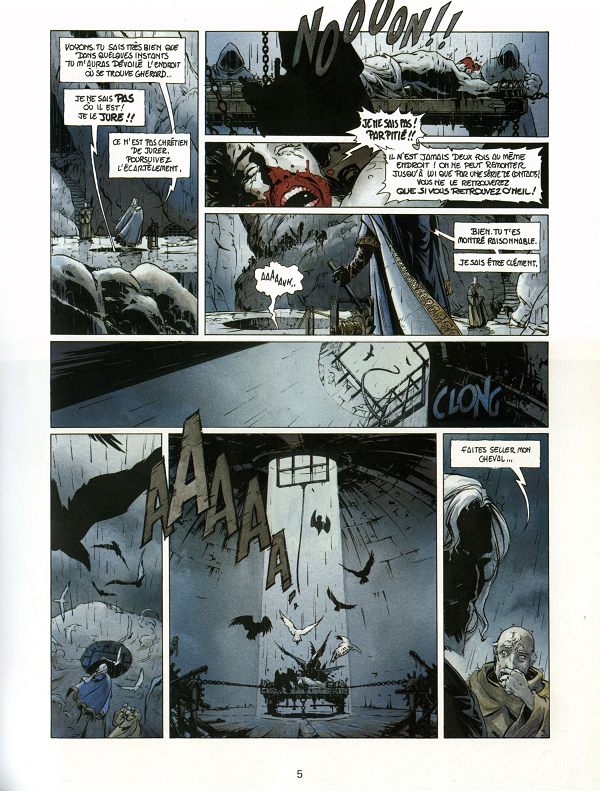 VOYONS. TU SAIS TRÈS BIEN QUE
DANS QUELQUES INSTANTS
TU M'AURAS DÉVOILÉ L'ENDROIT
OÙ SE TROUVE GHÉRARD...
JE NE SAIS PAS
OÙ IL EST!
JE LE JURE!!
CE N'EST PAS CHRÉTIEN
DE JURER.
POURSUIVEZ
L'ÉCARTÈLEMENT.
NOOOON!!
JE NE SAIS PAS!
PAR PITIÉ!!
IL N'EST JAMAIS DEUX FOIS AU MÊME
ENDROIT! ON NE PEUT REMONTER
JUSQU'À LUI QUE PAR UNE SÉRIE DE CONTACTS!
VOUS NE LE RETROUVEREZ
QUE SI VOUS RETROUVEZ O'NEIL!
BIEN. TU T'ES
MONTRÉ RAISONNABLE.
JE SAIS ÊTRE CLÉMENT.
AAAAAHH..
CLONG
AAAAAA!
FAITES SELLER MON
CHEVAL...
5